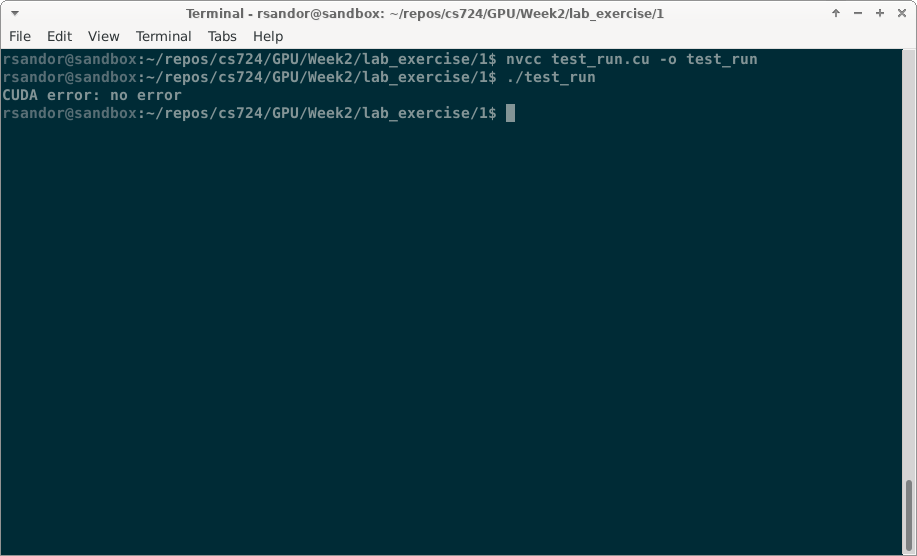 Terminal - rsandor@sandbox: ~/repos/cs724/GPU/Week2/lab_exercise/1
File Edit View Terminal Tabs Help
rsandor@sandbox:~/repos/cs724/GPU/Week2/lab_exercise/1$ nvcc test_run.cu -o test_run
rsandor@sandbox:~/repos/cs724/GPU/Week2/lab_exercise/1$ ./test_run
CUDA error: no error
rsandor@sandbox:~/repos/cs724/GPU/Week2/lab_exercise/1$